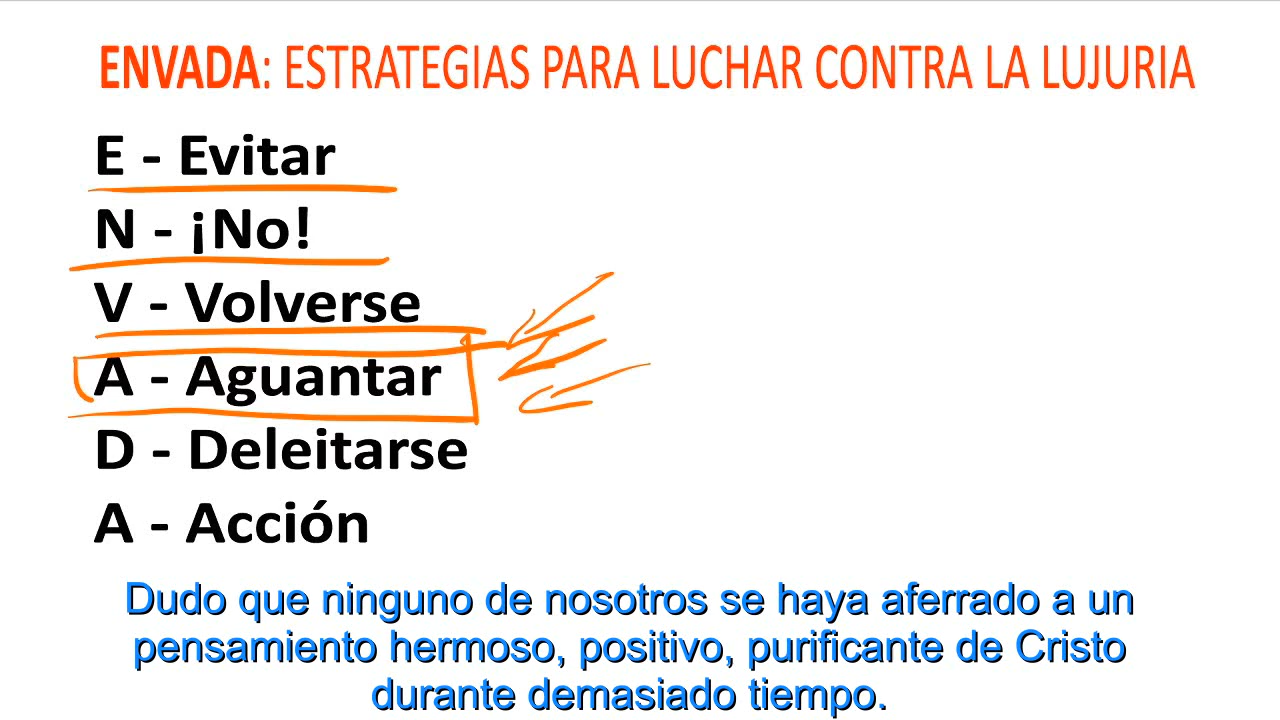 ENVADA: ESTRATEGIAS PARA LUCHAR CONTRA LA LUJURIA
E - Evitar
N - ¡No!
V - Volverse
A - Aguantar
D - Deleitarse
A - Acción
Dudo que ninguno de nosotros se haya aferrado a un
pensamiento hermoso, positivo, purificante de Cristo
durante demasiado tiempo.